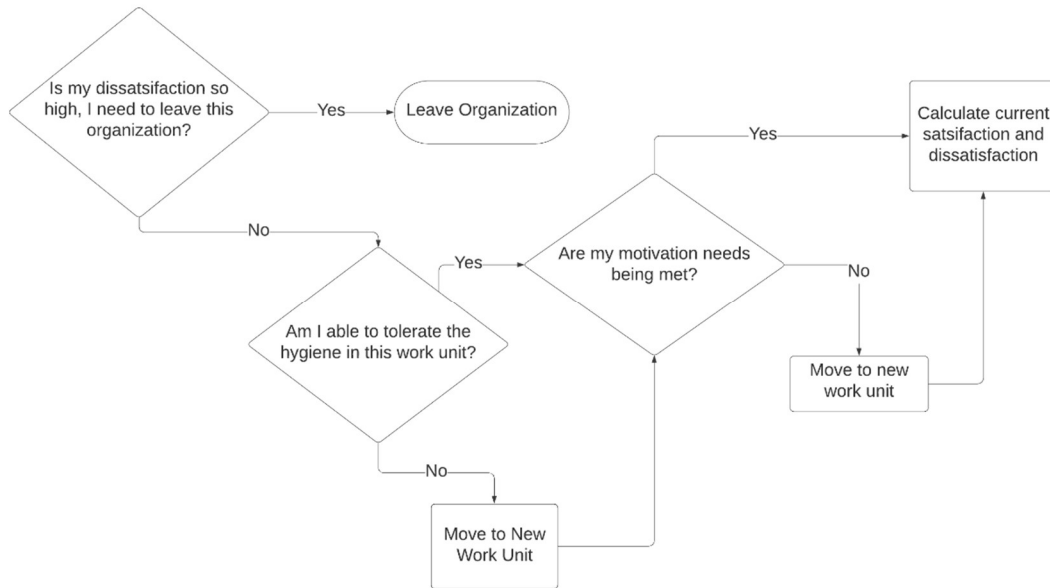 Is my dissatsifaction so
high, I need to leave this
organization?
Yes
Leave Organization
Yes
Calculate current
satsifaction and
dissatisfaction
No
Yes
Are my motivation needs
being met?
No
Am I able to tolerate the
hygiene in this work unit?
Move to new
work unit
No
Move to New
Work Unit